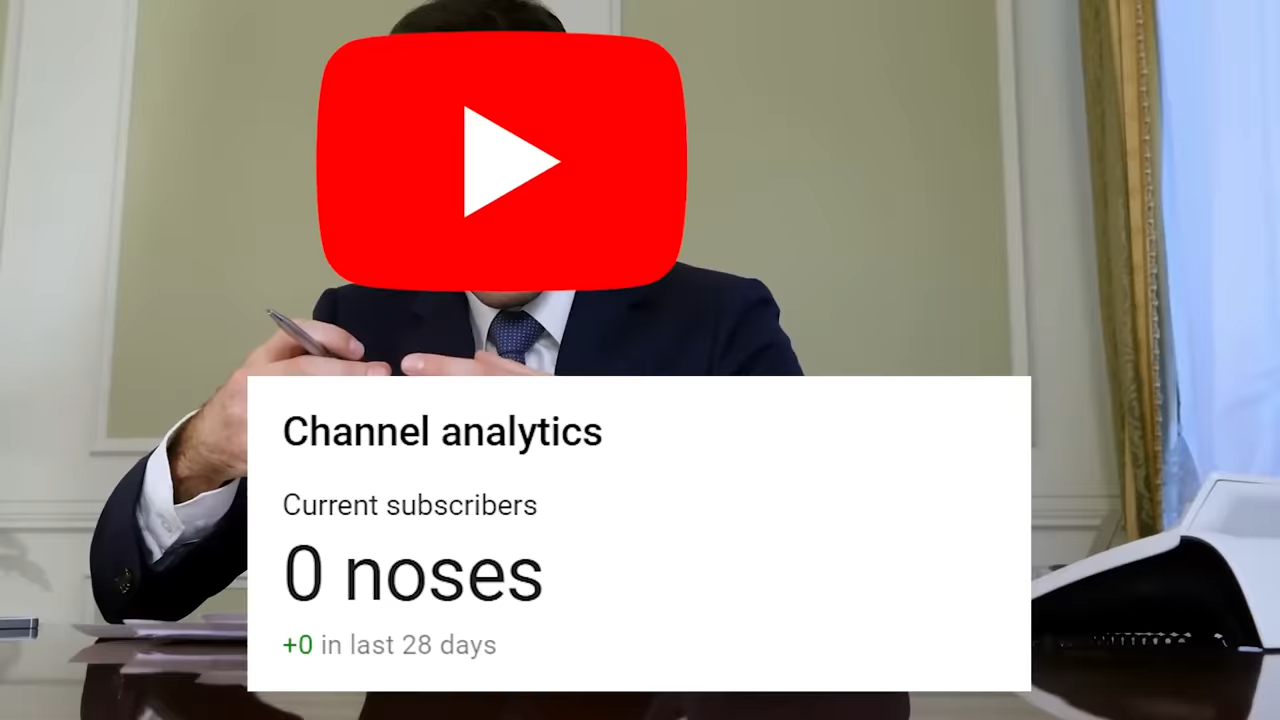 Channel analytics
Current subscribers
0 noses
+0 in last 28 days